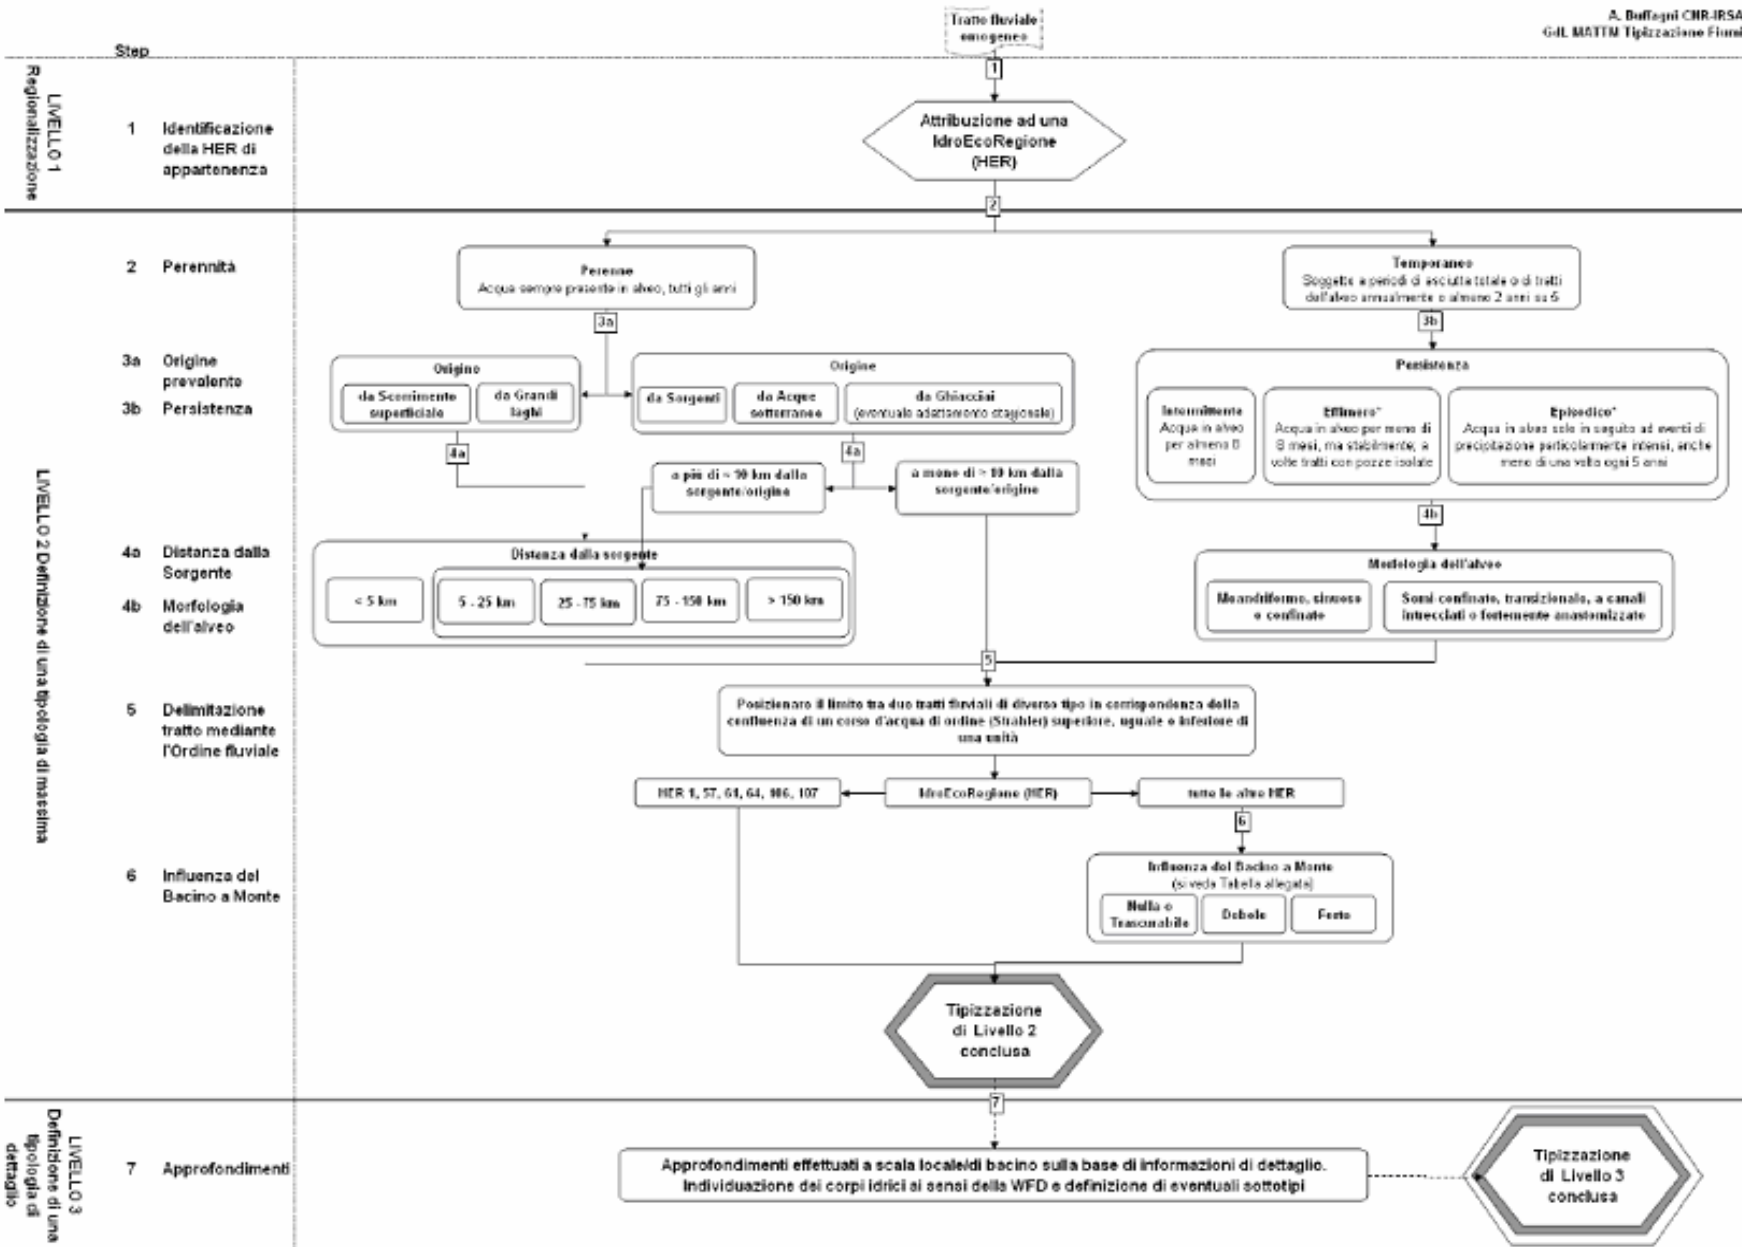 A. Buffagni CNR-IRSA
GdL MATTM Tipizzazione Fiumi
Tratto fluviale
omogeneo
Step
1
LIVELLO 1
Regionalizzazione
1 Identificazione
della HER di
appartenenza
Attribuzione ad una
IdroEcoRegione
(HER)
2
LIVELLO 2 Definizione di una tipologia di massima
2 Perennità
Perenne
Acqua sempre presente in alveo, tutti gli anni
Temporaneo
Soggetto a periodi di asciutta totale o di tratti
dell'alveo annualmente o almeno 2 anni su 5
3a
3b
3a Origine
prevalente
3b Persistenza
Origine
da Scorrimento
superficiale
da Grandi
laghi
Origine
da Sorgenti
da Acque
sotterranee
da Ghiacciai
(eventuale adattamento stagionale)
Persistenza
Intermittente
Acqua in alveo
per almeno 8
mesi
Effimero*
Acqua in alveo per meno di
8 mesi, ma stabilmente; a
volte tratti con pozze isolate
Episodico*
Acqua in alveo solo in seguito ad eventi di
precipitazione particolarmente intensi, anche
meno di una volta ogni 5 anni
4a
4a
a più di ~ 10 km dalla
sorgente/origine
a meno di ~ 10 km dalla
sorgente/origine
4b
4a Distanza dalla
Sorgente
4b Morfologia
dell'alveo
Distanza dalla sorgente
< 5 km
5 - 25 km
25 - 75 km
75 - 150 km
> 150 km
Morfologia dell'alveo
Meandriforme, sinuoso
o confinato
Semi confinato, transizionale, a canali
intrecciati o fortemente anastomizzato
5
5 Delimitazione
tratto mediante
l'Ordine fluviale
Posizionare il limite tra due tratti fluviali di diverso tipo in corrispondenza della
confluenza di un corso d'acqua di ordine (Strahler) superiore, uguale o inferiore di
una unità
HER 1, 57, 61, 64, 106, 107
IdroEcoRegione (HER)
tutte le altre HER
6
6 Influenza del
Bacino a Monte
Influenza del Bacino a Monte
(si veda Tabella allegata)
Nulla o
Trascurabile
Debole
Forte
Tipizzazione
di Livello 2
conclusa
7
LIVELLO 3
Definizione di una
tipologia di
dettaglio
7 Approfondimenti
Approfondimenti effettuati a scala locale/di bacino sulla base di informazioni di dettaglio.
Individuazione dei corpi idrici ai sensi della WFD e definizione di eventuali sottotipi
Tipizzazione
di Livello 3
conclusa